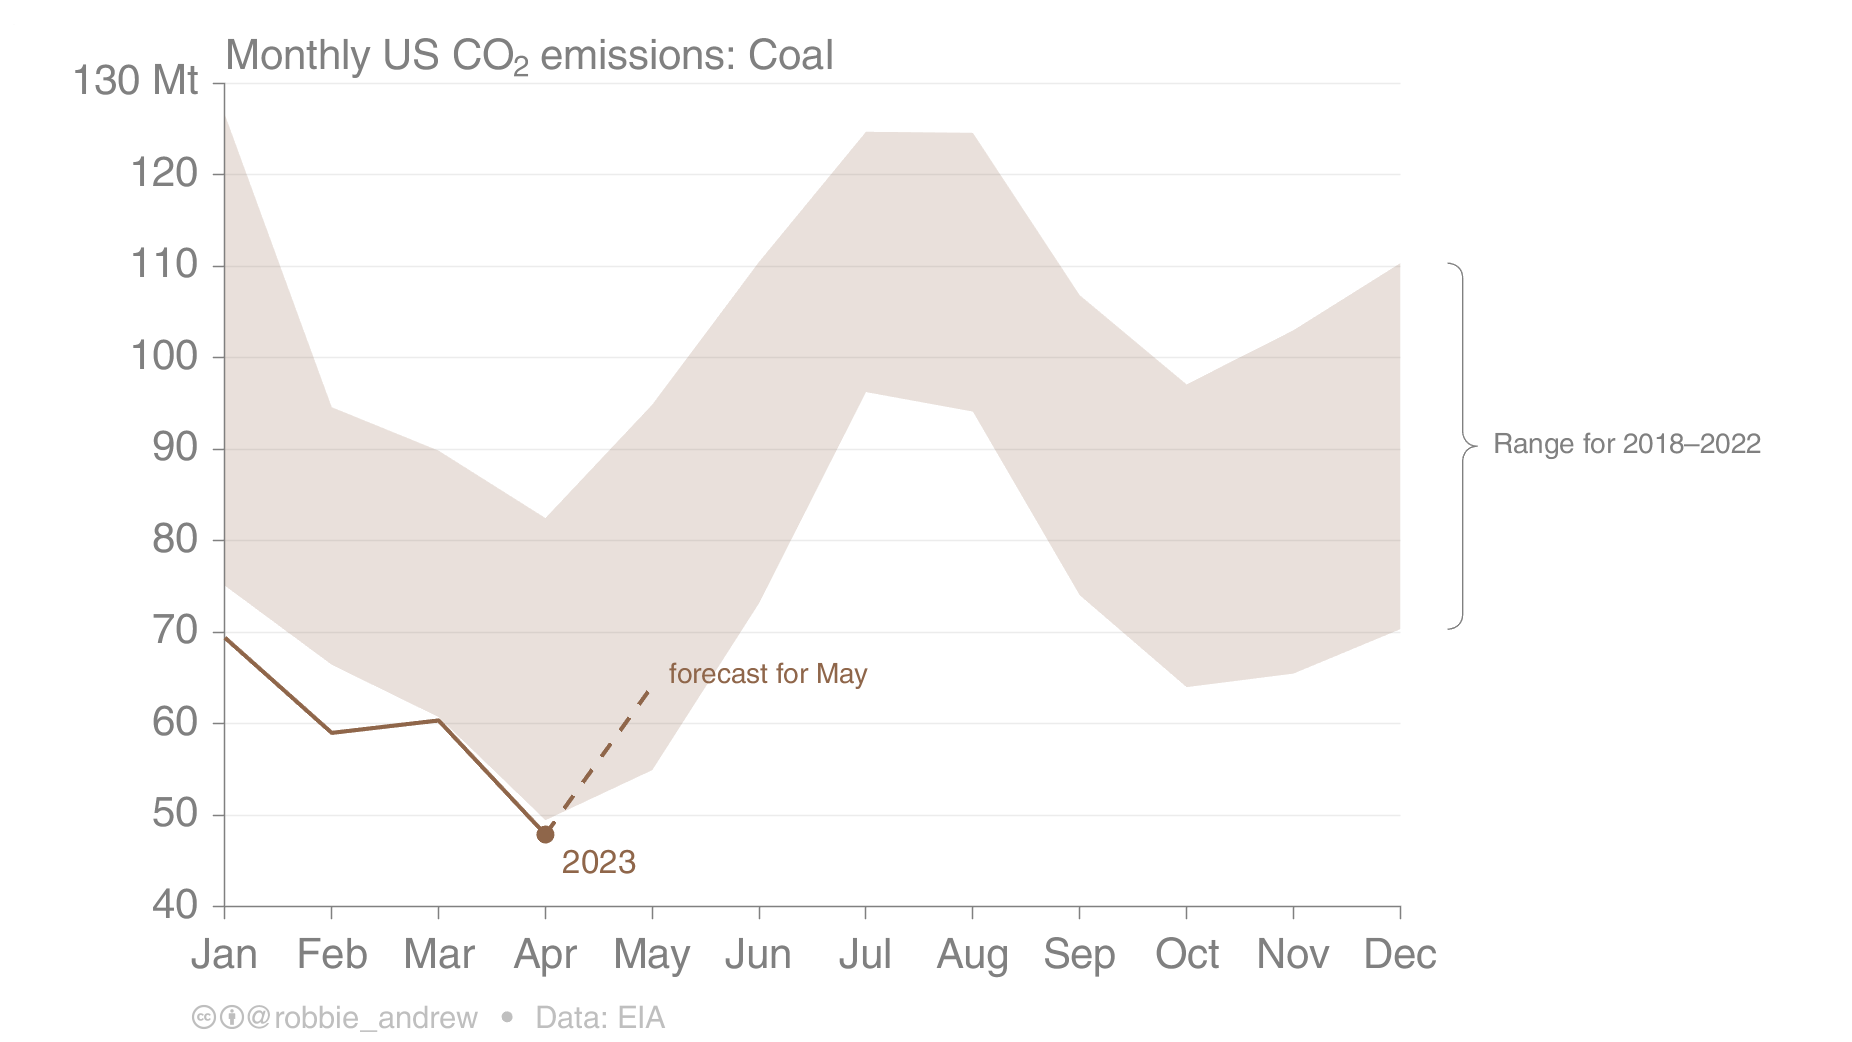 Monthly US CO₂ emissions: Coal
130 Mt
120
110
100
90
80
70
60
50
40
Range for 2018–2022
forecast for May
2023
Jan Feb Mar Apr May Jun Jul Aug Sep Oct Nov Dec
cc @robbie_andrew • Data: EIA